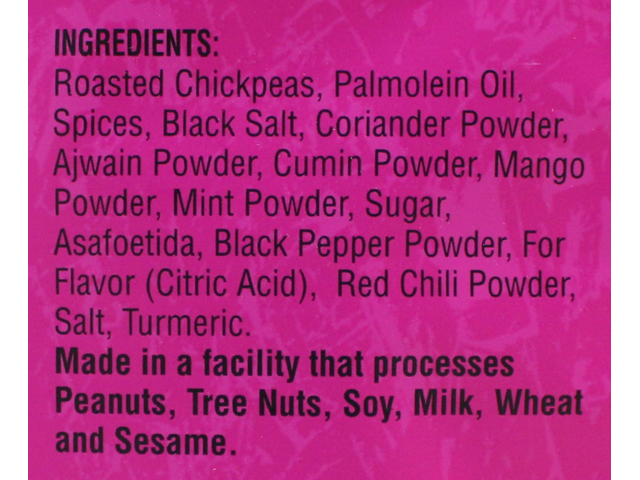 INGREDIENTS:
Roasted Chickpeas, Palmolein Oil,
Spices, Black Salt, Coriander Powder,
Ajwain Powder, Cumin Powder, Mango
Powder, Mint Powder, Sugar,
Asafoetida, Black Pepper Powder, For
Flavor (Citric Acid),  Red Chili Powder,
Salt, Turmeric.
Made in a facility that processes
Peanuts, Tree Nuts, Soy, Milk, Wheat
and Sesame.